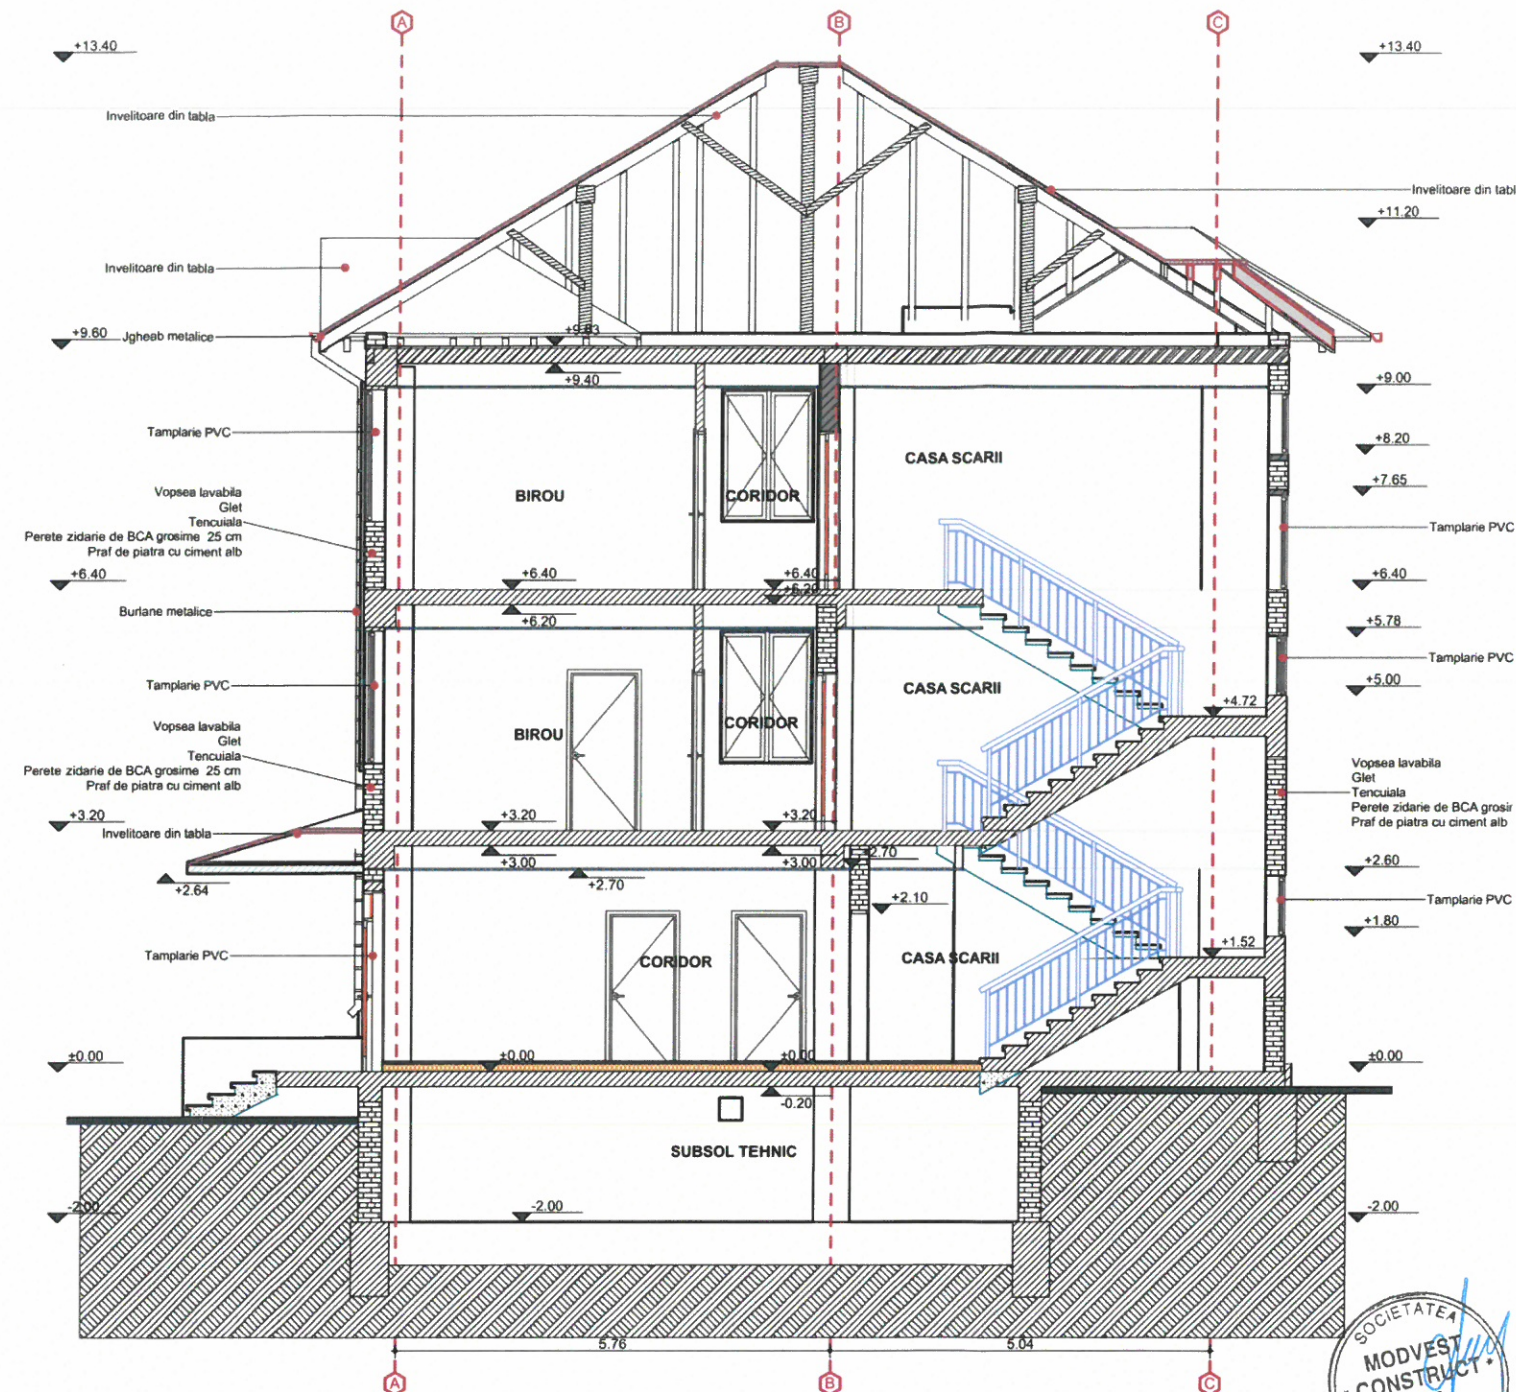 A
B
C
+13.40
+13.40
Invelitoare din tabla
Invelitoare din tabl
+11.20
Invelitoare din tabla
+9.60
Jgheab metalice
+9.63
+9.40
+9.00
Tamplarie PVC
+8.20
CASA SCARII
+7.65
BIROU
CORIDOR
Vopsea lavabila
Glet
Tencuiala
Perete zidarie de BCA grosime 25 cm
Praf de piatra cu ciment alb
Tamplarie PVC
+6.40
+6.40
+6.40
+6.40
+6.20
Burlane metalice
+6.20
+5.78
Tamplarie PVC
Tamplarie PVC
+5.00
CASA SCARII
+4.72
BIROU
CORIDOR
Vopsea lavabila
Glet
Tencuiala
Perete zidarie de BCA grosime 25 cm
Praf de piatra cu ciment alb
Vopsea lavabila
Glet
Tencuiala
Perete zidarie de BCA grosir
Praf de piatra cu ciment alb
+3.20
+3.20
+3.20
Invelitoare din tabla
+3.00
+3.00
+2.70
+2.60
+2.64
+2.70
+2.10
Tamplarie PVC
+1.80
Tamplarie PVC
CORIDOR
CASA SCARII
+1.52
±0.00
±0.00
±0.00
±0.00
-0.20
SUBSOL TEHNIC
-2.00
-2.00
-2.00
5.76
5.04
A
B
C
SOCIETATEA
MODVEST
CONSTRUCT